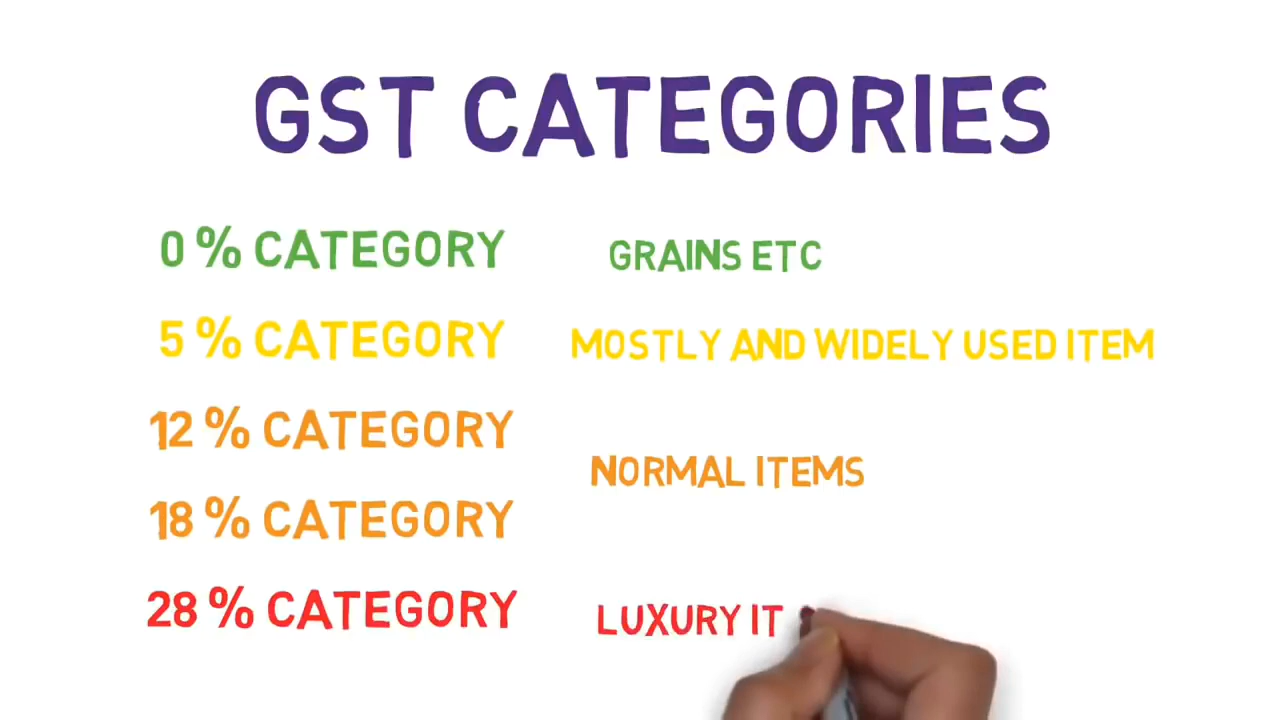 GST CATEGORIES
0 % CATEGORY GRAINS ETC
5 % CATEGORY MOSTLY AND WIDELY USED ITEM
12 % CATEGORY
NORMAL ITEMS
18 % CATEGORY
28 % CATEGORY LUXURY IT